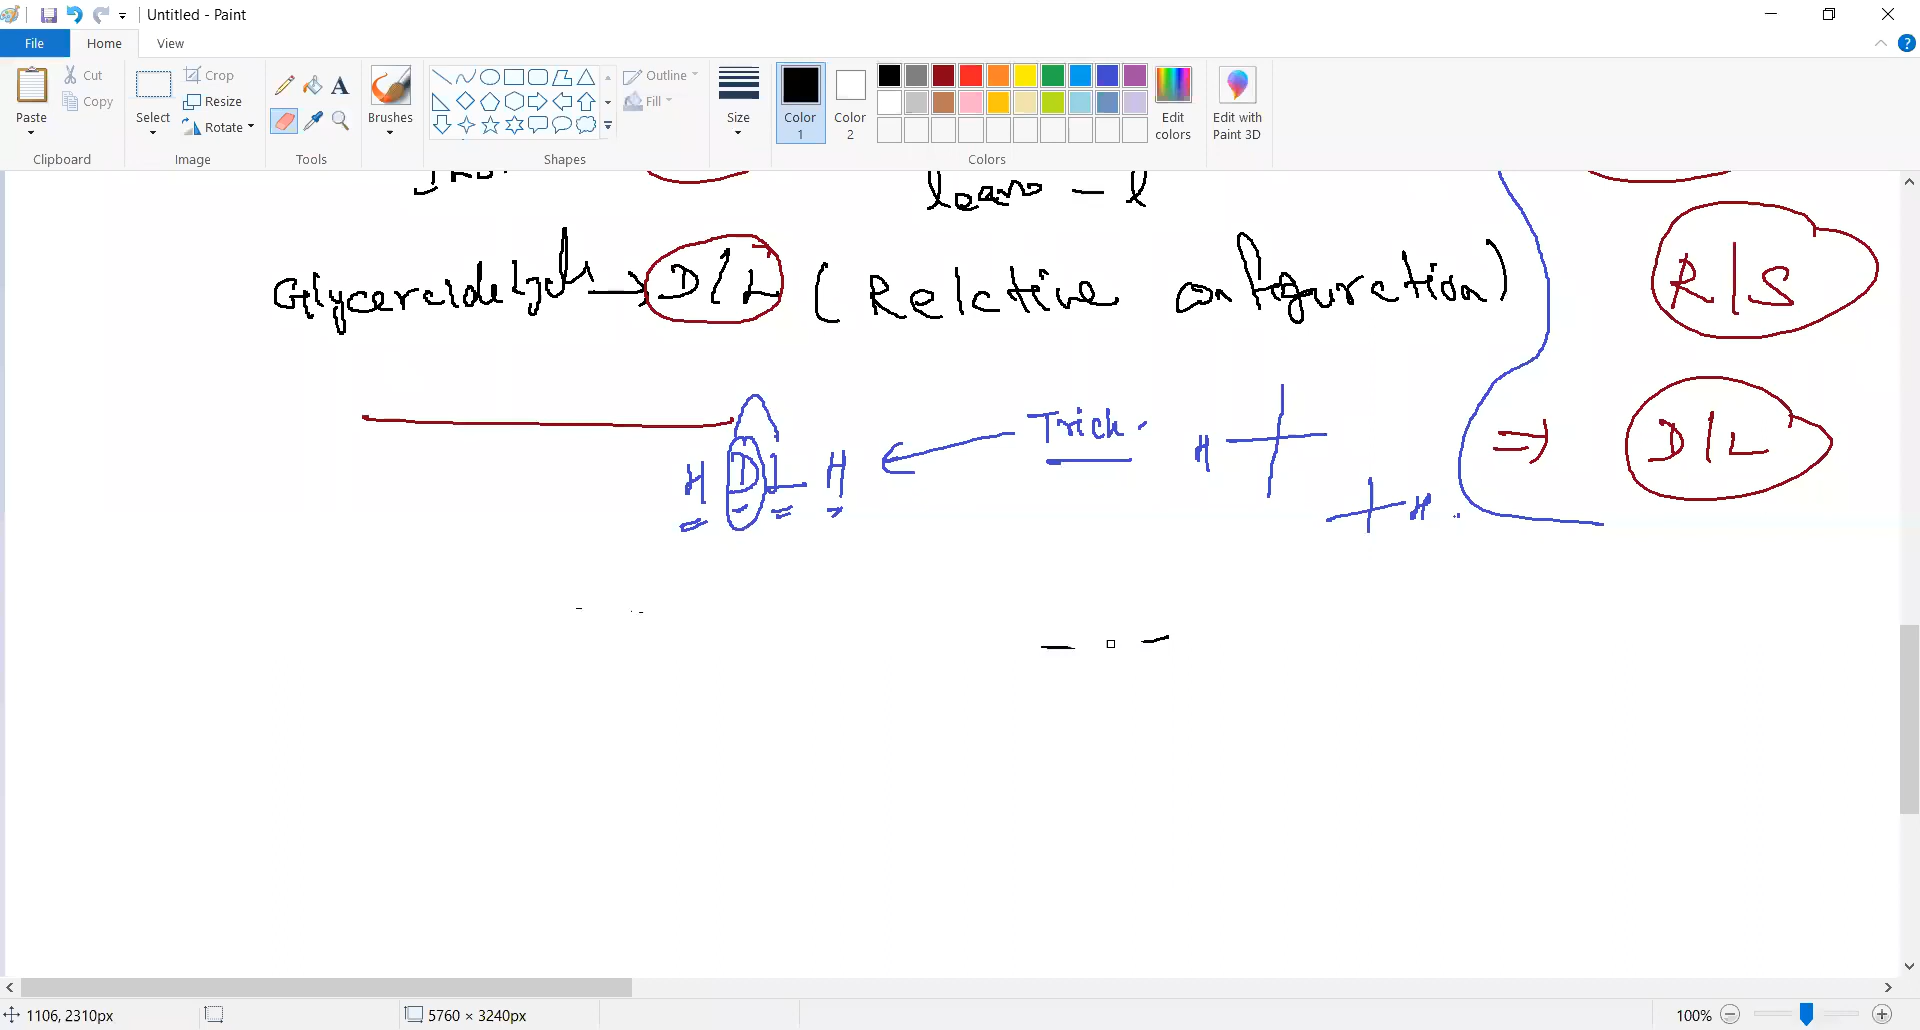 Untitled - Paint
File Home View
Cut
Copy
Paste
Clipboard
Crop
Resize
Rotate
Select
Image
Tools
Brushes
Outline
Fill
Shapes
Size
Color 1
Color 2
Colors
Edit colors
Edit with Paint 3D
- l
Glyceraldehyde → D/L (Relative configuration)
R/S
H D L H
Trick.
H
H
⇒ D/L
1106, 2310px
5760 × 3240px
100%